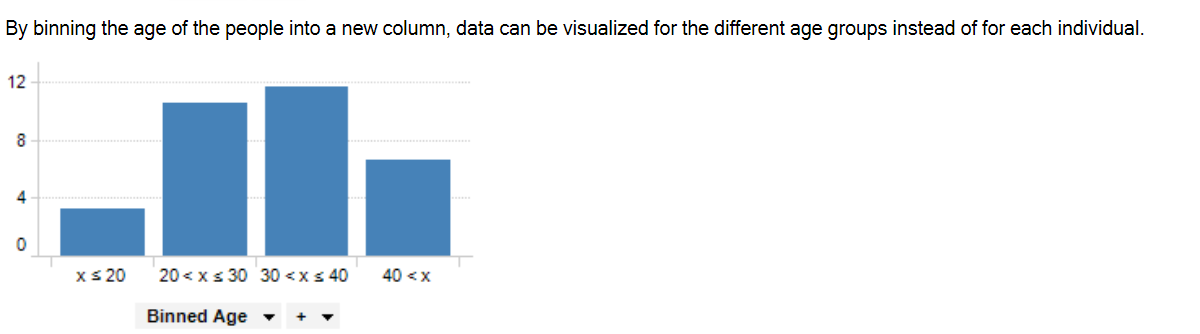 By binning the age of the people into a new column, data can be visualized for the different age groups instead of for each individual.
12
8
4
0
x ≤ 20 20 < x ≤ 30 30 < x ≤ 40 40 < x
Binned Age +